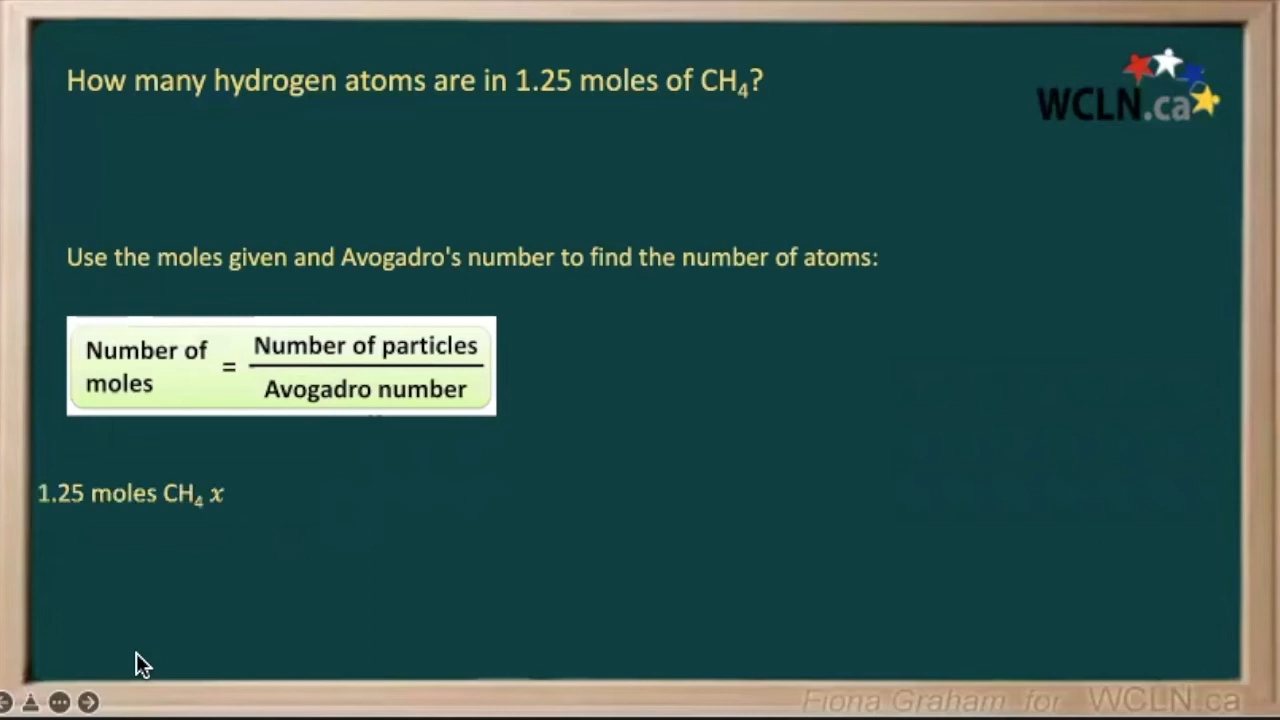 How many hydrogen atoms are in 1.25 moles of CH₄?
WCLN.ca
Use the moles given and Avogadro's number to find the number of atoms:
Number of moles = Number of particles
Avogadro number
1.25 moles CH₄ x
Fiona Graham for WCLN.ca